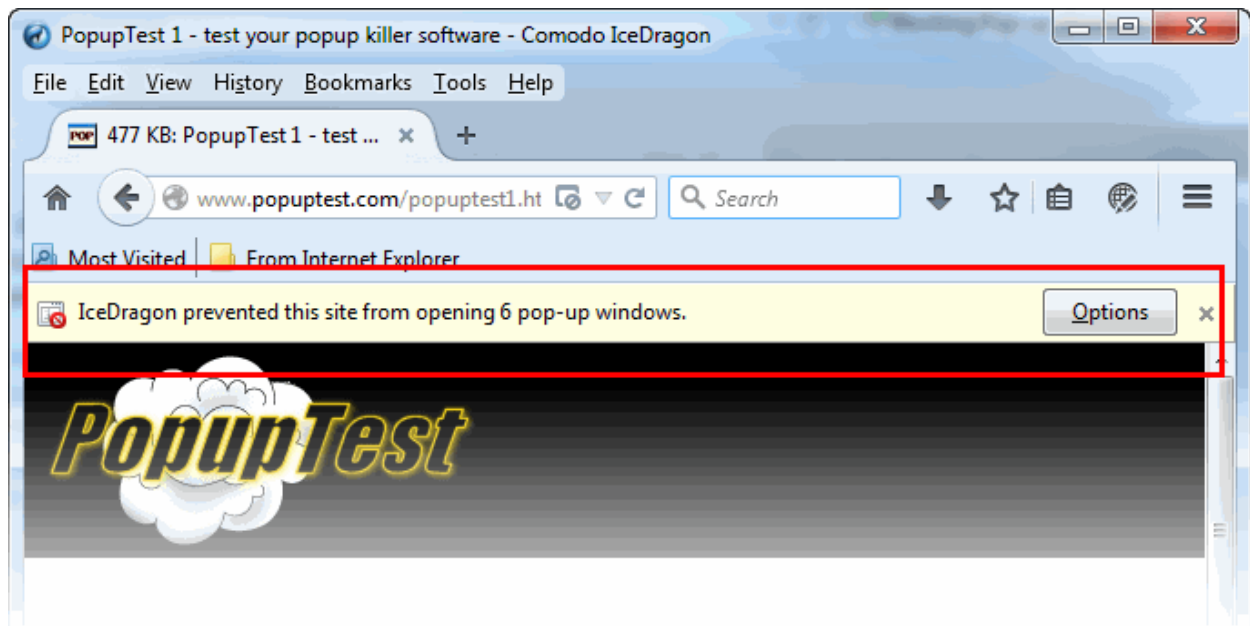 PopupTest 1 - test your popup killer software - Comodo IceDragon
File Edit View History Bookmarks Tools Help
POP 477 KB: PopupTest 1 - test ...
www.popuptest.com/popuptest1.ht Search
Most Visited From Internet Explorer
IceDragon prevented this site from opening 6 pop-up windows. Options
PopupTest